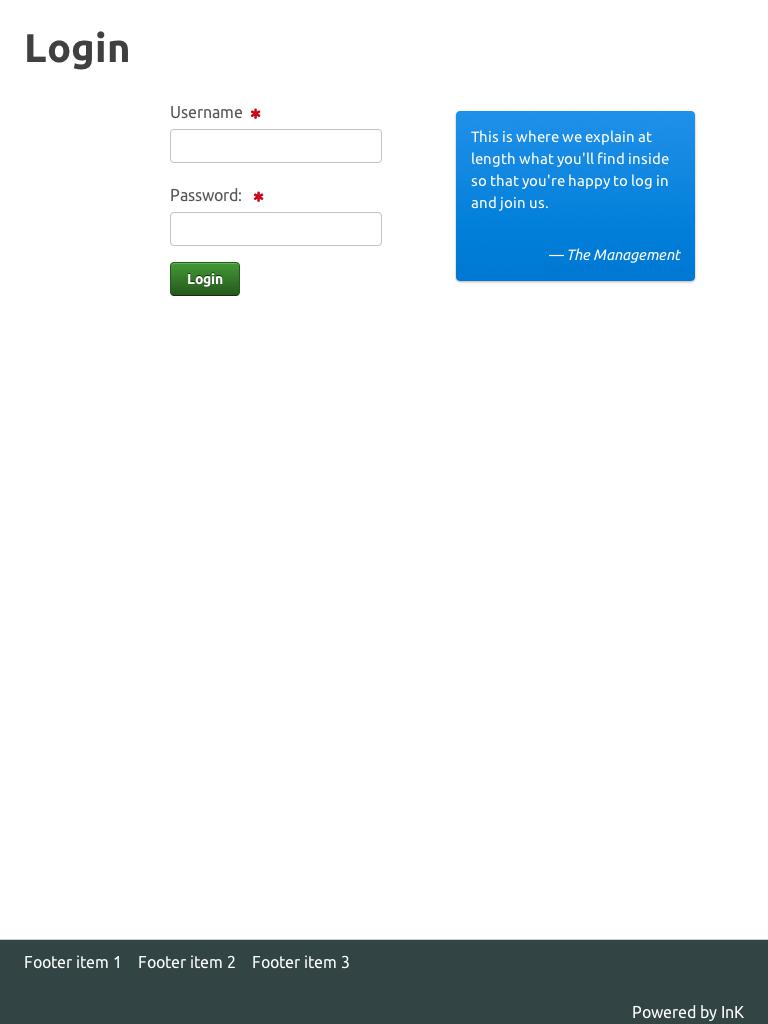 Login
Username ✱
Password: ✱
Login
This is where we explain at
length what you'll find inside
so that you're happy to log in
and join us.
— The Management
Footer item 1 Footer item 2 Footer item 3
Powered by InK